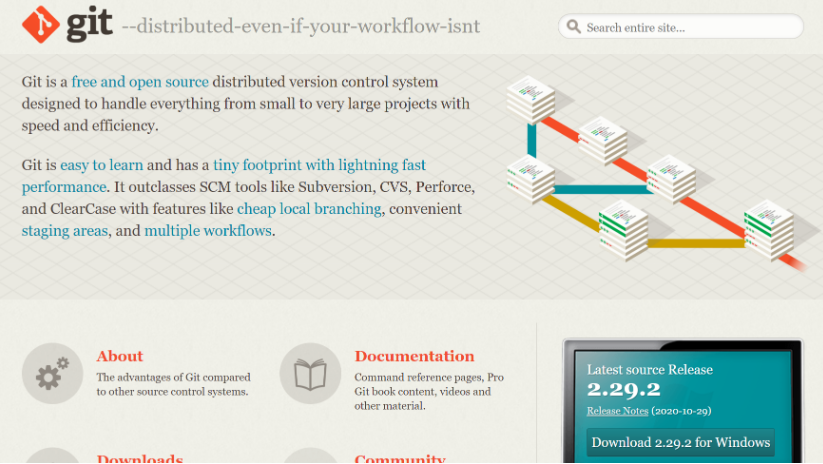 git --distributed-even-if-your-workflow-isnt
Search entire site...
Git is a free and open source distributed version control system
designed to handle everything from small to very large projects with
speed and efficiency.
Git is easy to learn and has a tiny footprint with lightning fast
performance. It outclasses SCM tools like Subversion, CVS, Perforce,
and ClearCase with features like cheap local branching, convenient
staging areas, and multiple workflows.
About
The advantages of Git compared
to other source control systems.
Documentation
Command reference pages, Pro
Git book content, videos and
other material.
Downloads
Community
Latest source Release
2.29.2
Release Notes (2020-10-29)
Download 2.29.2 for Windows